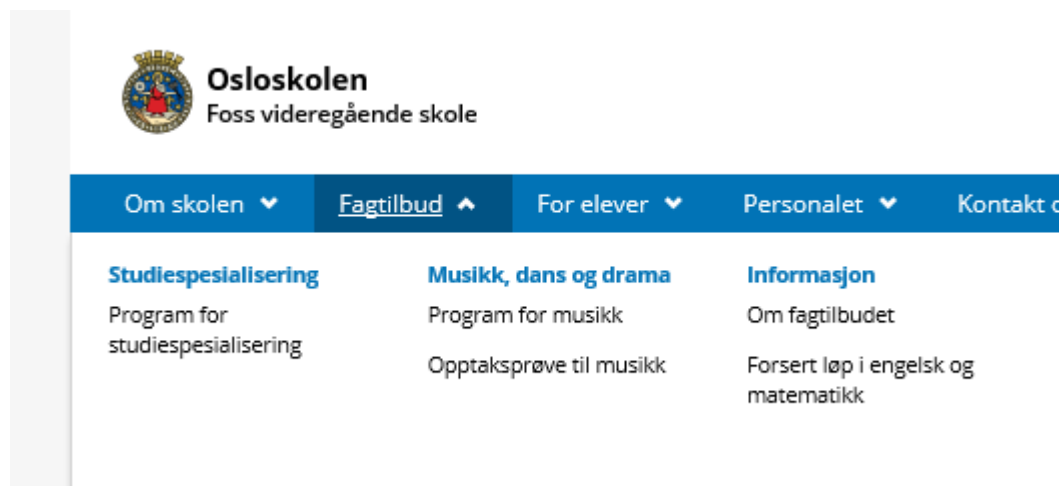 Osloskolen
Foss videregående skole
Om skolen Fagtilbud For elever Personalet Kontakt
Studiespesialisering
Program for
studiespesialisering
Musikk, dans og drama
Program for musikk
Opptaksprøve til musikk
Informasjon
Om fagtilbudet
Forsert løp i engelsk og
matematikk